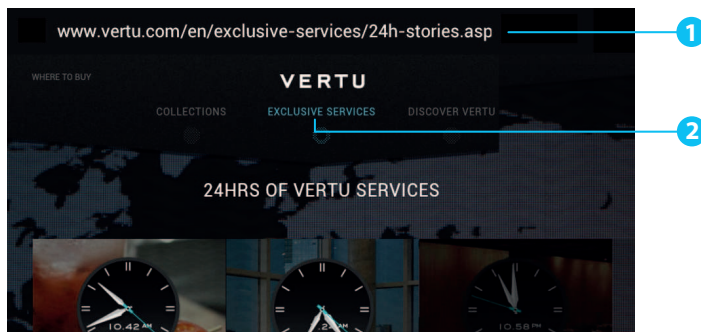 www.vertu.com/en/exclusive-services/24h-stories.asp
1
WHERE TO BUY
VERTU
COLLECTIONS EXCLUSIVE SERVICES DISCOVER VERTU
2
24HRS OF VERTU SERVICES
10.42 AM
AM
10.58 PM